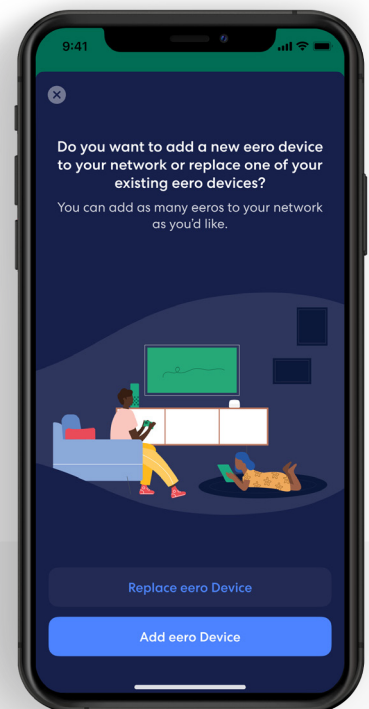 9:41
Do you want to add a new eero device
to your network or replace one of your
existing eero devices?
You can add as many eeros to your network
as you'd like.
Replace eero Device
Add eero Device